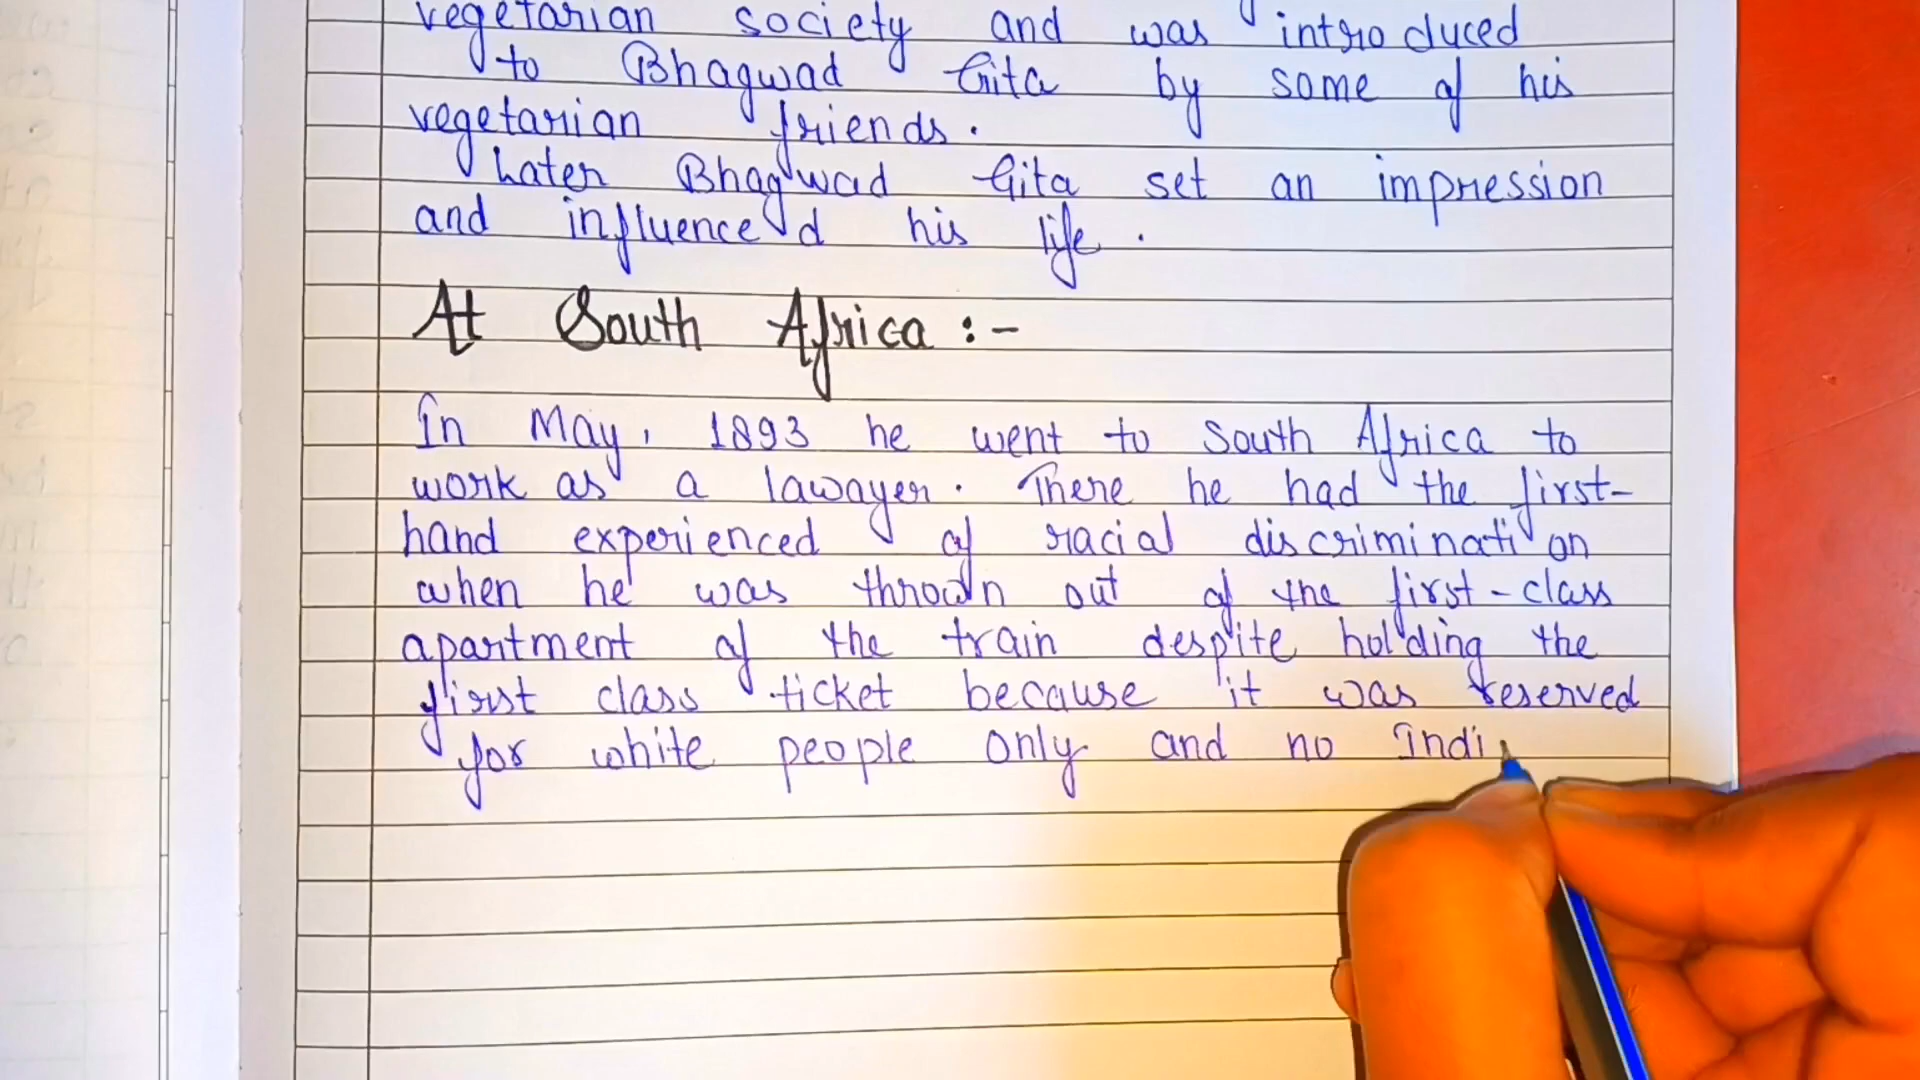 vegetarian society and was introduced
to Bhagwad Gita by some of his
vegetarian friends.
Later Bhagwad Gita set an impression
and influenced his life.
At South Africa :-
In May, 1893 he went to South Africa to
work as a lawayer. There he had the first-
hand experienced of racial discrimination
when he was thrown out of the first-class
apartment of the train despite holding the
first class ticket because it was reserved
for white people only and no Indi